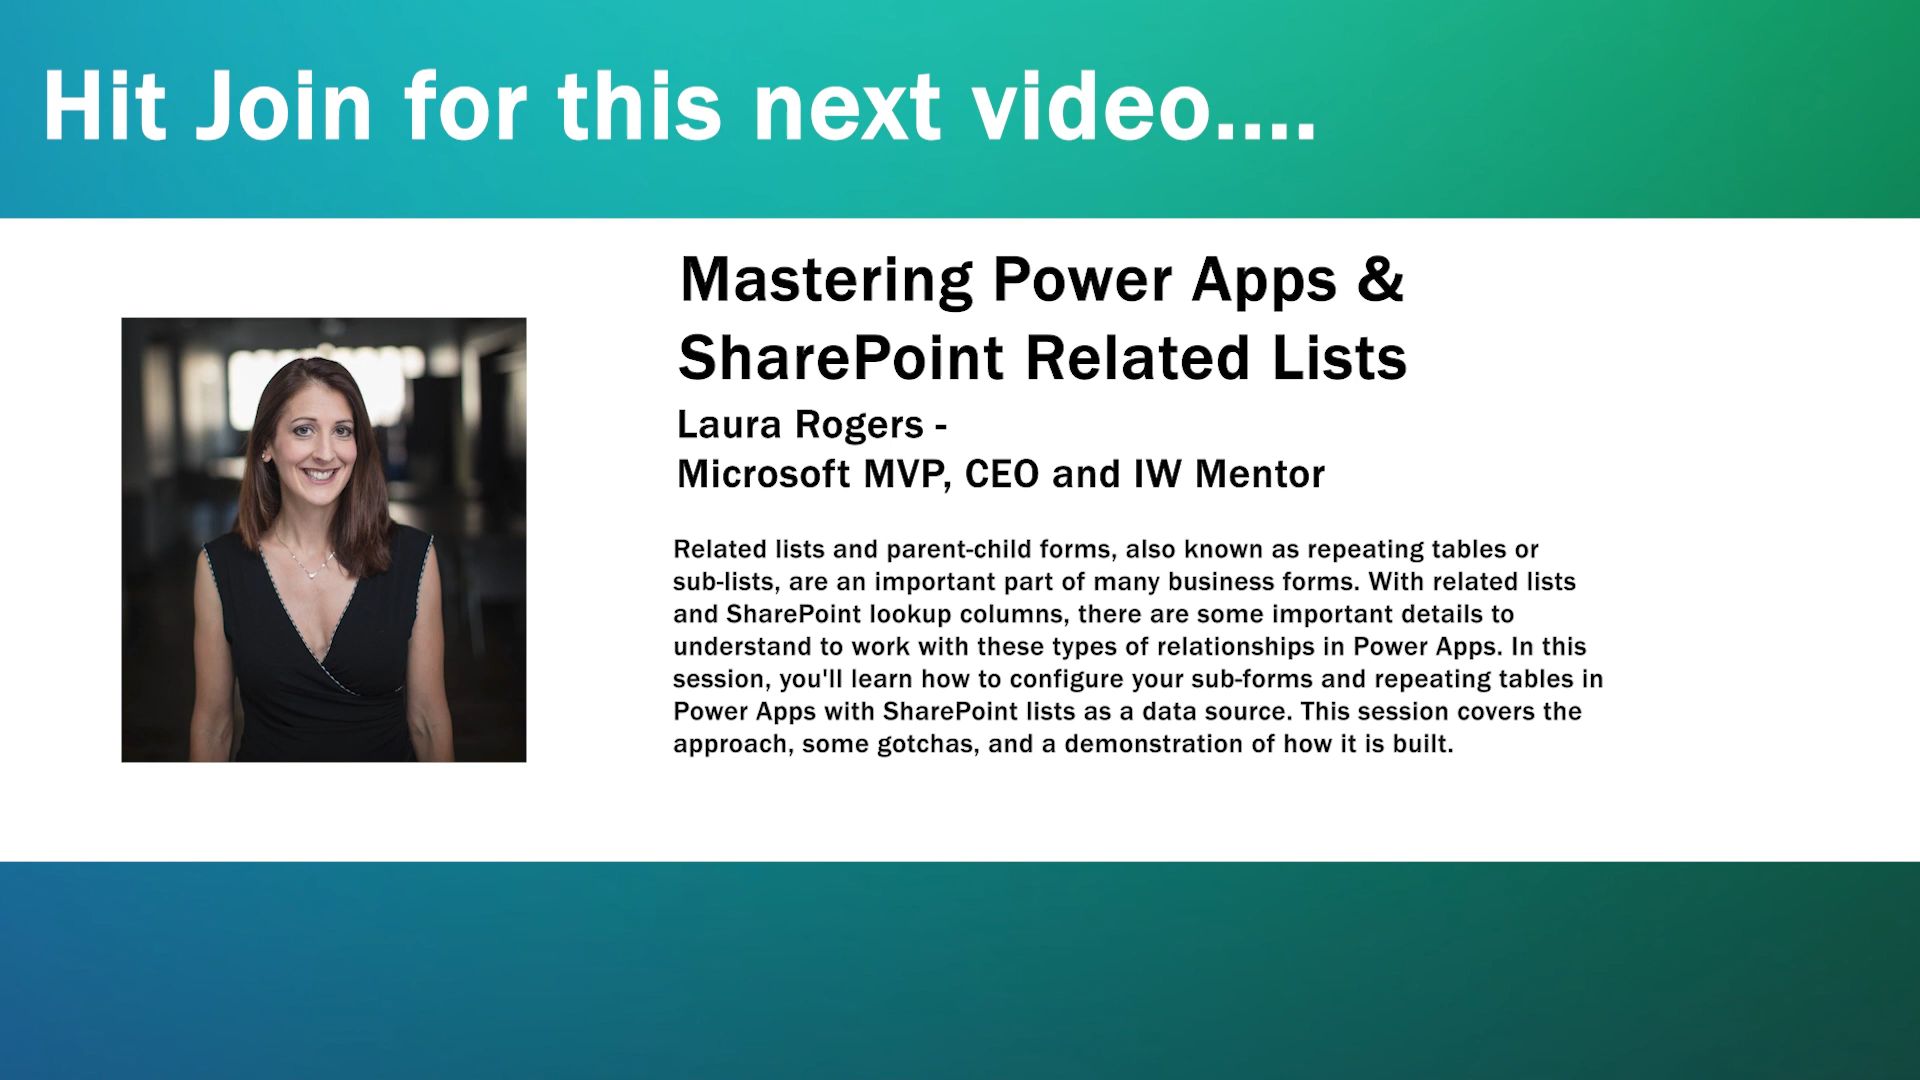 Hit Join for this next video....
Mastering Power Apps &
SharePoint Related Lists
Laura Rogers -
Microsoft MVP, CEO and IW Mentor
Related lists and parent-child forms, also known as repeating tables or
sub-lists, are an important part of many business forms. With related lists
and SharePoint lookup columns, there are some important details to
understand to work with these types of relationships in Power Apps. In this
session, you'll learn how to configure your sub-forms and repeating tables in
Power Apps with SharePoint lists as a data source. This session covers the
approach, some gotchas, and a demonstration of how it is built.